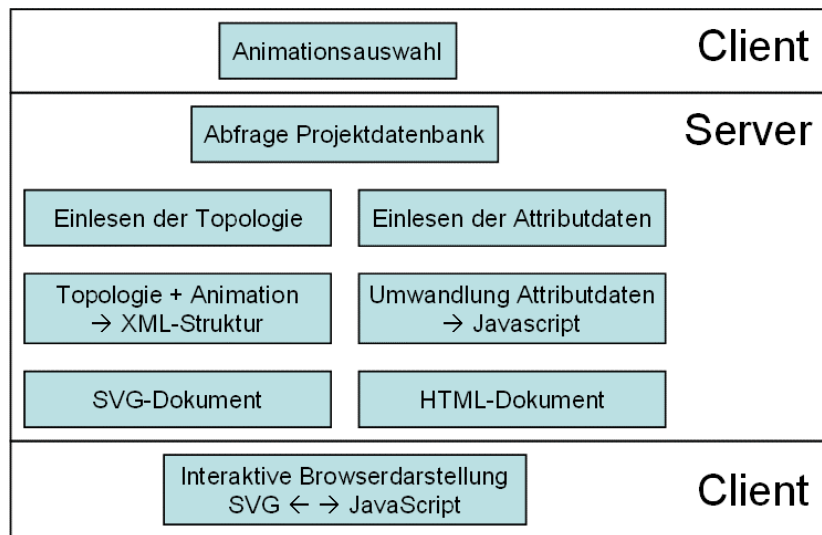 Animationsauswahl
Client
Abfrage Projektdatenbank
Server
Einlesen der Topologie
Einlesen der Attributdaten
Topologie + Animation
→ XML-Struktur
Umwandlung Attributdaten
→ Javascript
SVG-Dokument
HTML-Dokument
Interaktive Browserdarstellung
SVG ← → JavaScript
Client